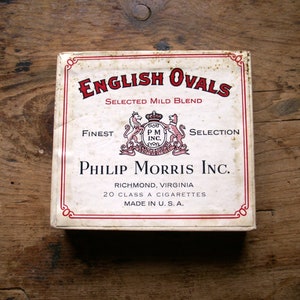 ENGLISH OVALS
SELECTED MILD BLEND
FINEST SELECTION
PM
INC.
PHILIP MORRIS INC.
RICHMOND, VIRGINIA
20 CLASS A CIGARETTES
MADE IN U. S. A.